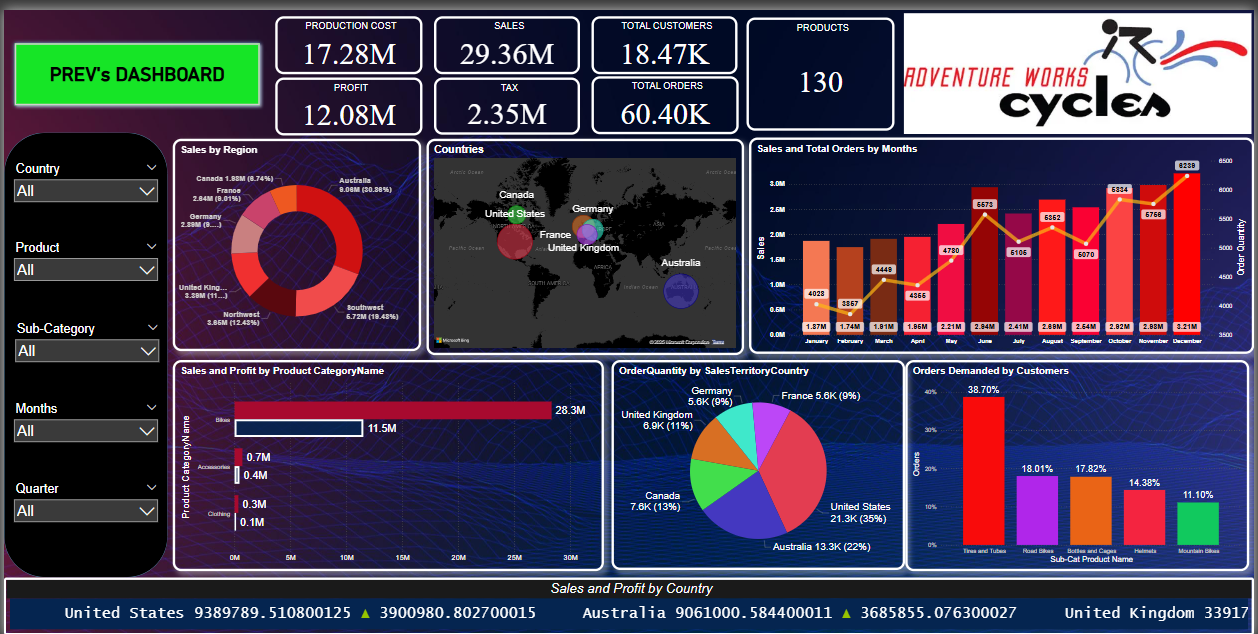 PREV's DASHBOARD
PRODUCTION COST
17.28M
SALES
29.36M
TOTAL CUSTOMERS
18.47K
PRODUCTS
130
PROFIT
12.08M
TAX
2.35M
TOTAL ORDERS
60.40K
ADVENTURE WORKS
cycles
Country
All
Product
All
Sub-Category
All
Months
All
Quarter
All
Sales by Region
Canada 1.98M (6.74%)
France
2.64M (9.01%)
Germany
2.89M (9....)
United King...
3.39M (11...)
Northwest
3.65M (12.43%)
Southwest
5.72M (19.48%)
Australia
9.06M (30.86%)
Countries
Arctic Ocean
Arctic Ocean
Canada
United States
NORTH AMERICA
Germany
EUROPE
France
United Kingdom
ASIA
Pacific Ocean
Atlantic Ocean
Pacific Ocean
AFRICA
Australia
SOUTH AMERICA
Indian Ocean
AUSTRALIA
Microsoft Bing
© 2025 Microsoft Corporation Terms
Sales and Total Orders by Months
Sales
3.0M
2.5M
2.0M
1.5M
1.0M
0.5M
0.0M
4028
3857
4449
4355
4780
5573
5105
5352
5070
5834
5756
6239
1.87M
1.74M
1.91M
1.95M
2.21M
2.94M
2.41M
2.69M
2.54M
2.92M
2.98M
3.21M
January
February
March
April
May
June
July
August
September
October
November
December
6500
6000
5500
5000
4500
4000
3500
Order Quantity
Sales and Profit by Product CategoryName
Product CategoryName
Bikes
28.3M
11.5M
Accessories
0.7M
0.4M
Clothing
0.3M
0.1M
0M
5M
10M
15M
20M
25M
30M
OrderQuantity by SalesTerritoryCountry
Germany
5.6K (9%)
France 5.6K (9%)
United Kingdom
6.9K (11%)
Canada
7.6K (13%)
United States
21.3K (35%)
Australia 13.3K (22%)
Orders Demanded by Customers
Orders
40%
30%
20%
10%
0%
38.70%
18.01%
17.82%
14.38%
11.10%
Tires and Tubes
Road Bikes
Bottles and Cages
Helmets
Mountain Bikes
Sub-Cat Product Name
Sales and Profit by Country
United States 9389789.510800125 ▲ 3900980.802700015 Australia 9061000.584400011 ▲ 3685855.076300027 United Kingdom 33917